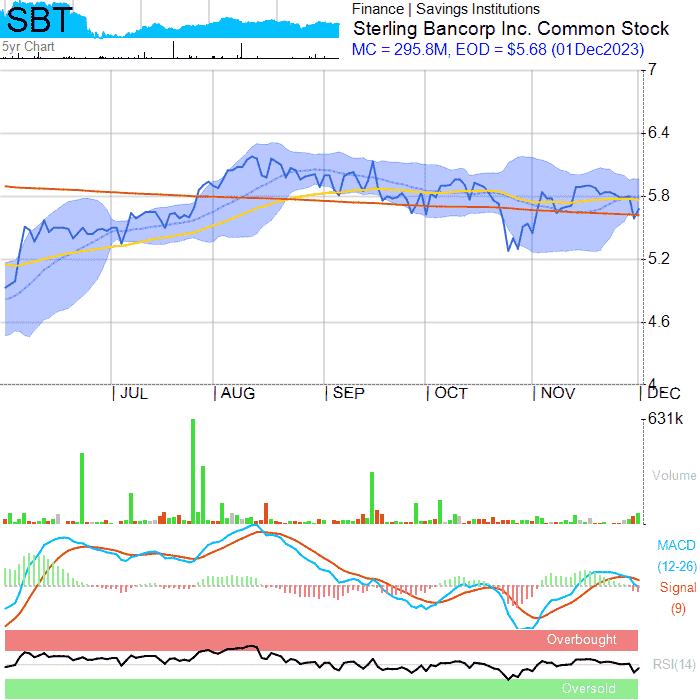 SBT
5yr Chart
Finance | Savings Institutions
Sterling Bancorp Inc. Common Stock
MC = 295.8M, EOD = $5.68 (01Dec2023)
7
6.4
5.8
5.2
4.6
4
| JUL | AUG | SEP | OCT | NOV | DEC
631k
Volume
MACD
(12-26)
Signal
(9)
Overbought
RSI(14)
Oversold